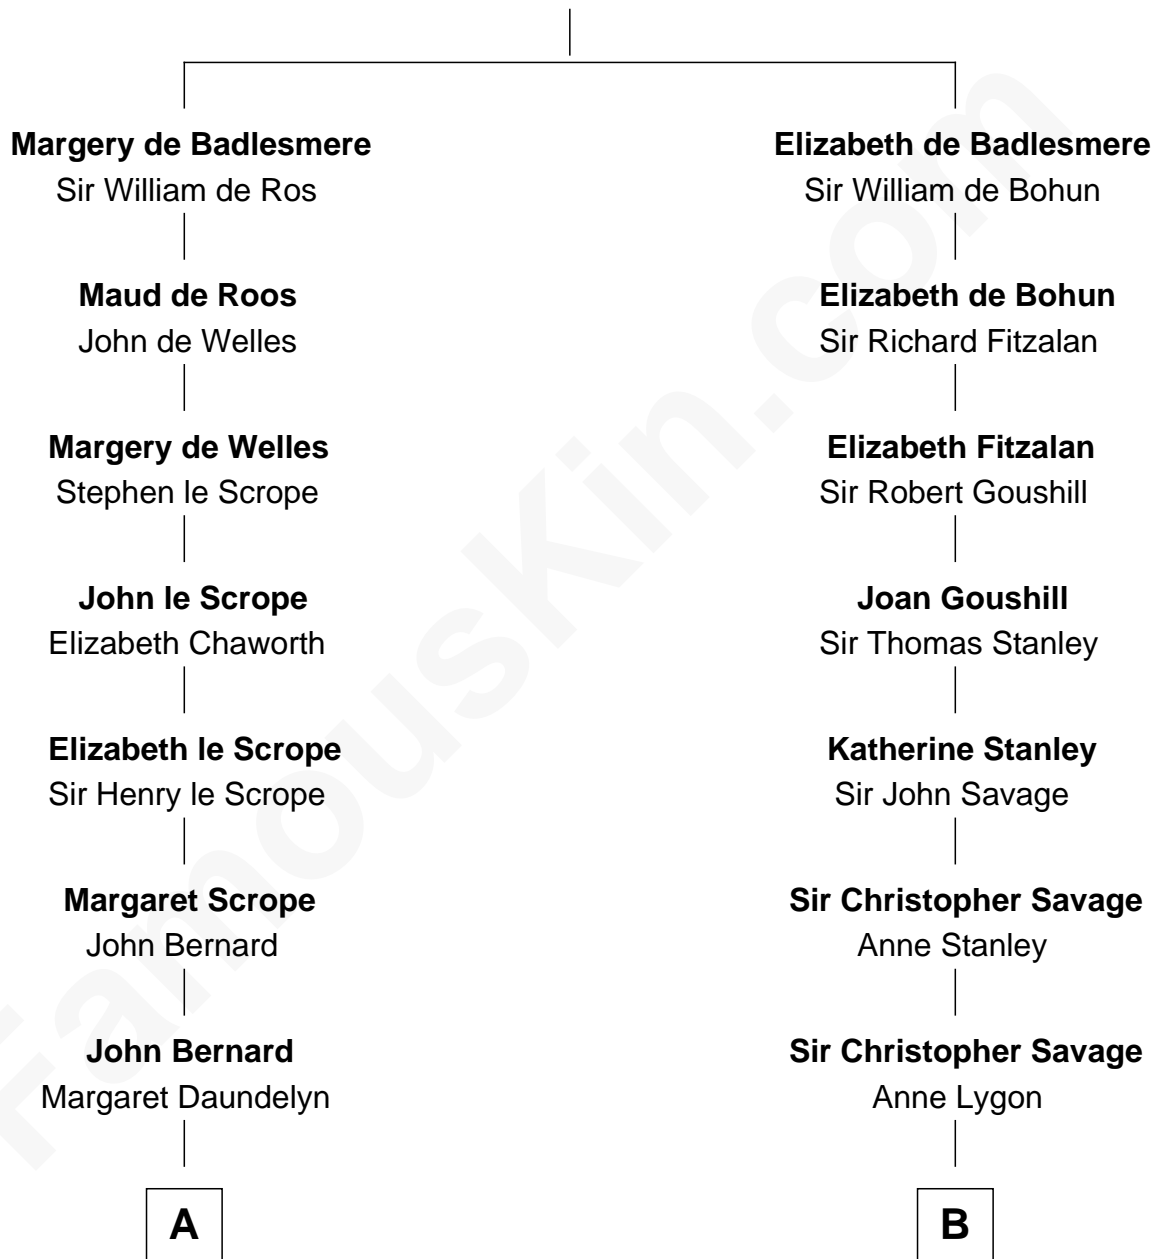 Margery de Badlesmere
Sir William de Ros
Maud de Roos
John de Welles
Margery de Welles
Stephen le Scrope
John le Scrope
Elizabeth Chaworth
Elizabeth le Scrope
Sir Henry le Scrope
Margaret Scrope
John Bernard
John Bernard
Margaret Daundelyn
A
Elizabeth de Badlesmere
Sir William de Bohun
Elizabeth de Bohun
Sir Richard Fitzalan
Elizabeth Fitzalan
Sir Robert Goushill
Joan Goushill
Sir Thomas Stanley
Katherine Stanley
Sir John Savage
Sir Christopher Savage
Anne Stanley
Sir Christopher Savage
Anne Lygon
B
FamousKin.com